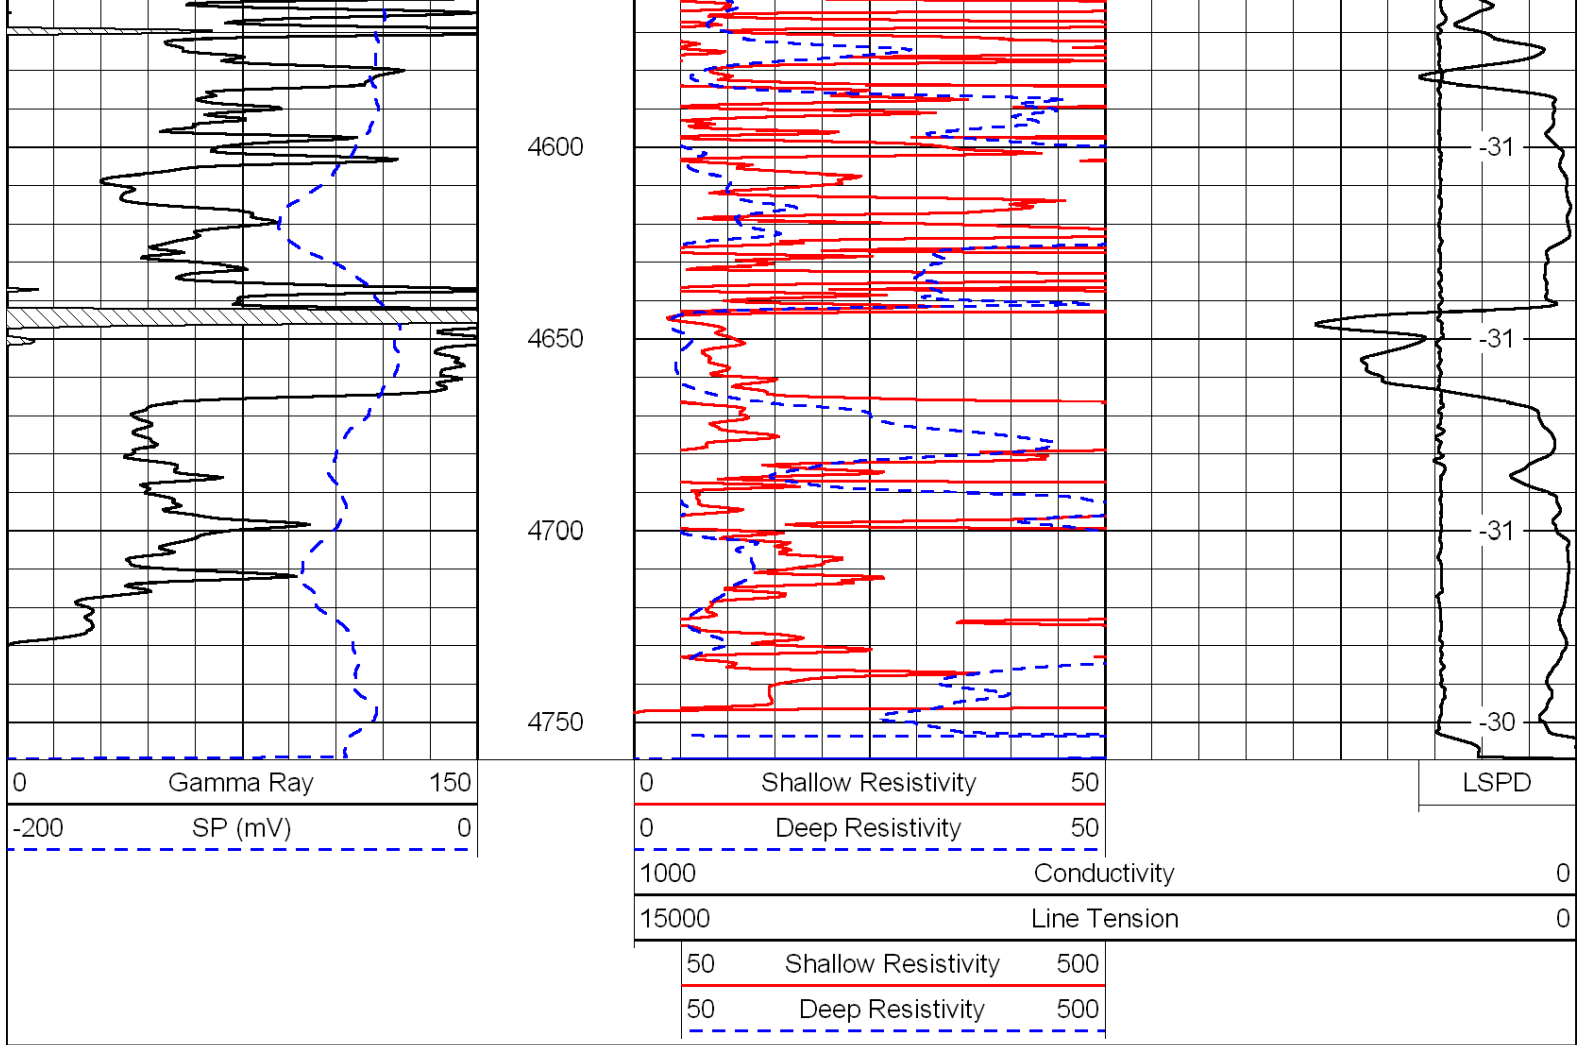 4600 -31
4650 -31
4700 -31
4750 -30
0 Gamma Ray 150 0 Shallow Resistivity 50 LSPD
-200 SP (mV) 0 0 Deep Resistivity 50
1000 Conductivity 0
15000 Line Tension 0
50 Shallow Resistivity 500
50 Deep Resistivity 500